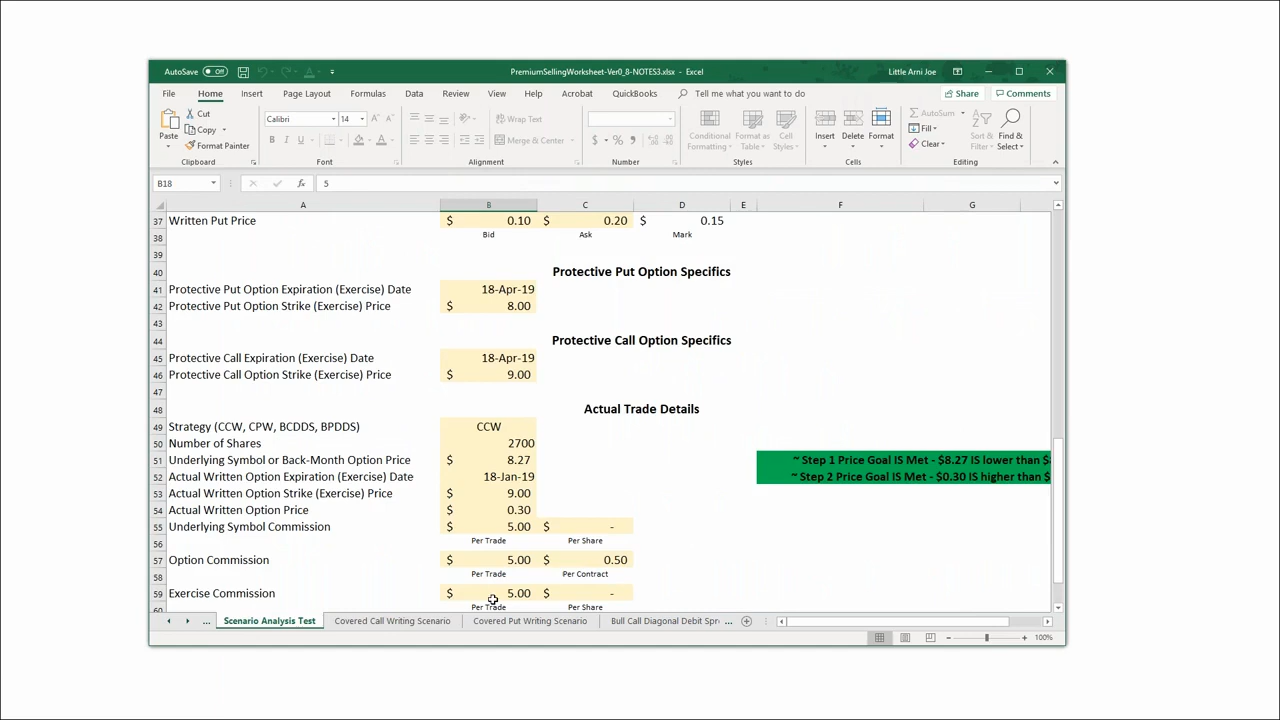 AutoSave Off PremiumSellingWorksheet-Ver0_8-NOTES3.xlsx - Excel Little Arni Joe
File Home Insert Page Layout Formulas Data Review View Help Acrobat QuickBooks Tell me what you want to do Share Comments
Paste Cut Copy Format Painter Clipboard
Calibri 14 A A B I U A Font
Wrap Text Merge & Center Alignment
$ % , Number
Conditional Formatting Format as Table Cell Styles Styles
Insert Delete Format Cells
AutoSum Fill Clear Sort & Filter Find & Select Editing
B18 fx 5
A B C D E F G
37 Written Put Price $ 0.10 $ 0.20 $ 0.15
38 Bid Ask Mark
39
40 Protective Put Option Specifics
41 Protective Put Option Expiration (Exercise) Date 18-Apr-19
42 Protective Put Option Strike (Exercise) Price $ 8.00
43
44 Protective Call Option Specifics
45 Protective Call Expiration (Exercise) Date 18-Apr-19
46 Protective Call Option Strike (Exercise) Price $ 9.00
47
48 Actual Trade Details
49 Strategy (CCW, CPW, BCDDS, BPDDS) CCW
50 Number of Shares 2700
51 Underlying Symbol or Back-Month Option Price $ 8.27 ~ Step 1 Price Goal IS Met - $8.27 IS lower than $
52 Actual Written Option Expiration (Exercise) Date 18-Jan-19 ~ Step 2 Price Goal IS Met - $0.30 IS higher than $
53 Actual Written Option Strike (Exercise) Price $ 9.00
54 Actual Written Option Price $ 0.30
55 Underlying Symbol Commission $ 5.00 $ -
56 Per Trade Per Share
57 Option Commission $ 5.00 $ 0.50
58 Per Trade Per Contract
59 Exercise Commission $ 5.00 $ -
60 Per Trade Per Share
... Scenario Analysis Test Covered Call Writing Scenario Covered Put Writing Scenario Bull Call Diagonal Debit Spr ...
100%